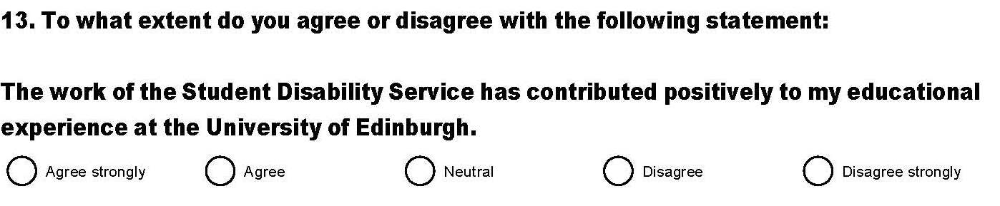 13. To what extent do you agree or disagree with the following statement:
The work of the Student Disability Service has contributed positively to my educational
experience at the University of Edinburgh.
Agree strongly Agree Neutral Disagree Disagree strongly